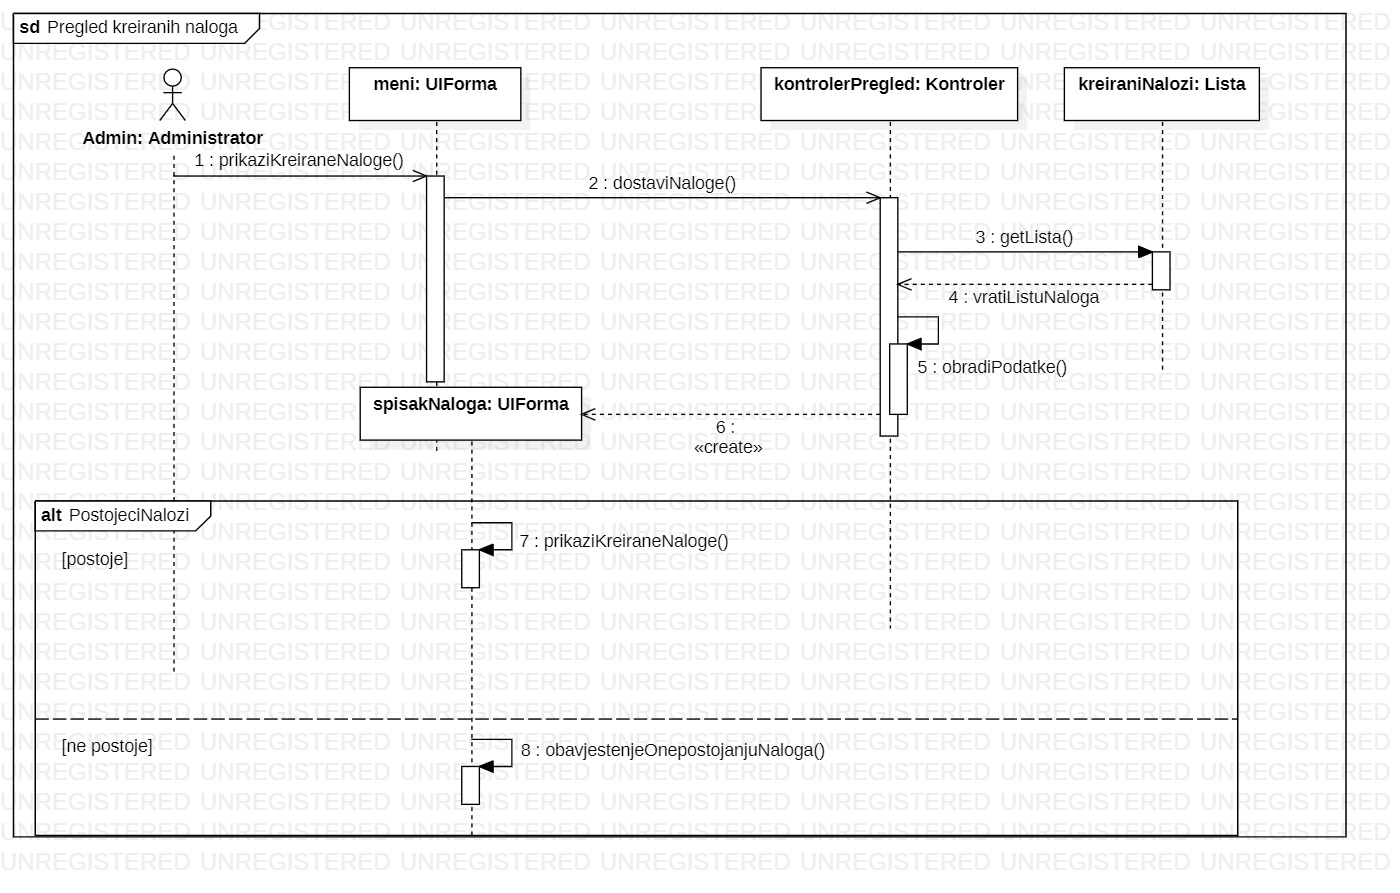 sd Pregled kreiranih naloga
meni: UIForma
kontrolerPregled: Kontroler
kreiraniNalozi: Lista
Admin: Administrator
1 : prikaziKreiraneNaloge()
2 : dostaviNaloge()
3 : getLista()
4 : vratiListuNaloga
5 : obradiPodatke()
spisakNaloga: UIForma
6 :
«create»
alt PostojeciNalozi
7 : prikaziKreiraneNaloge()
[postoje]
[ne postoje]
8 : obavjestenjeOnepostojanjuNaloga()
UNREGISTERED